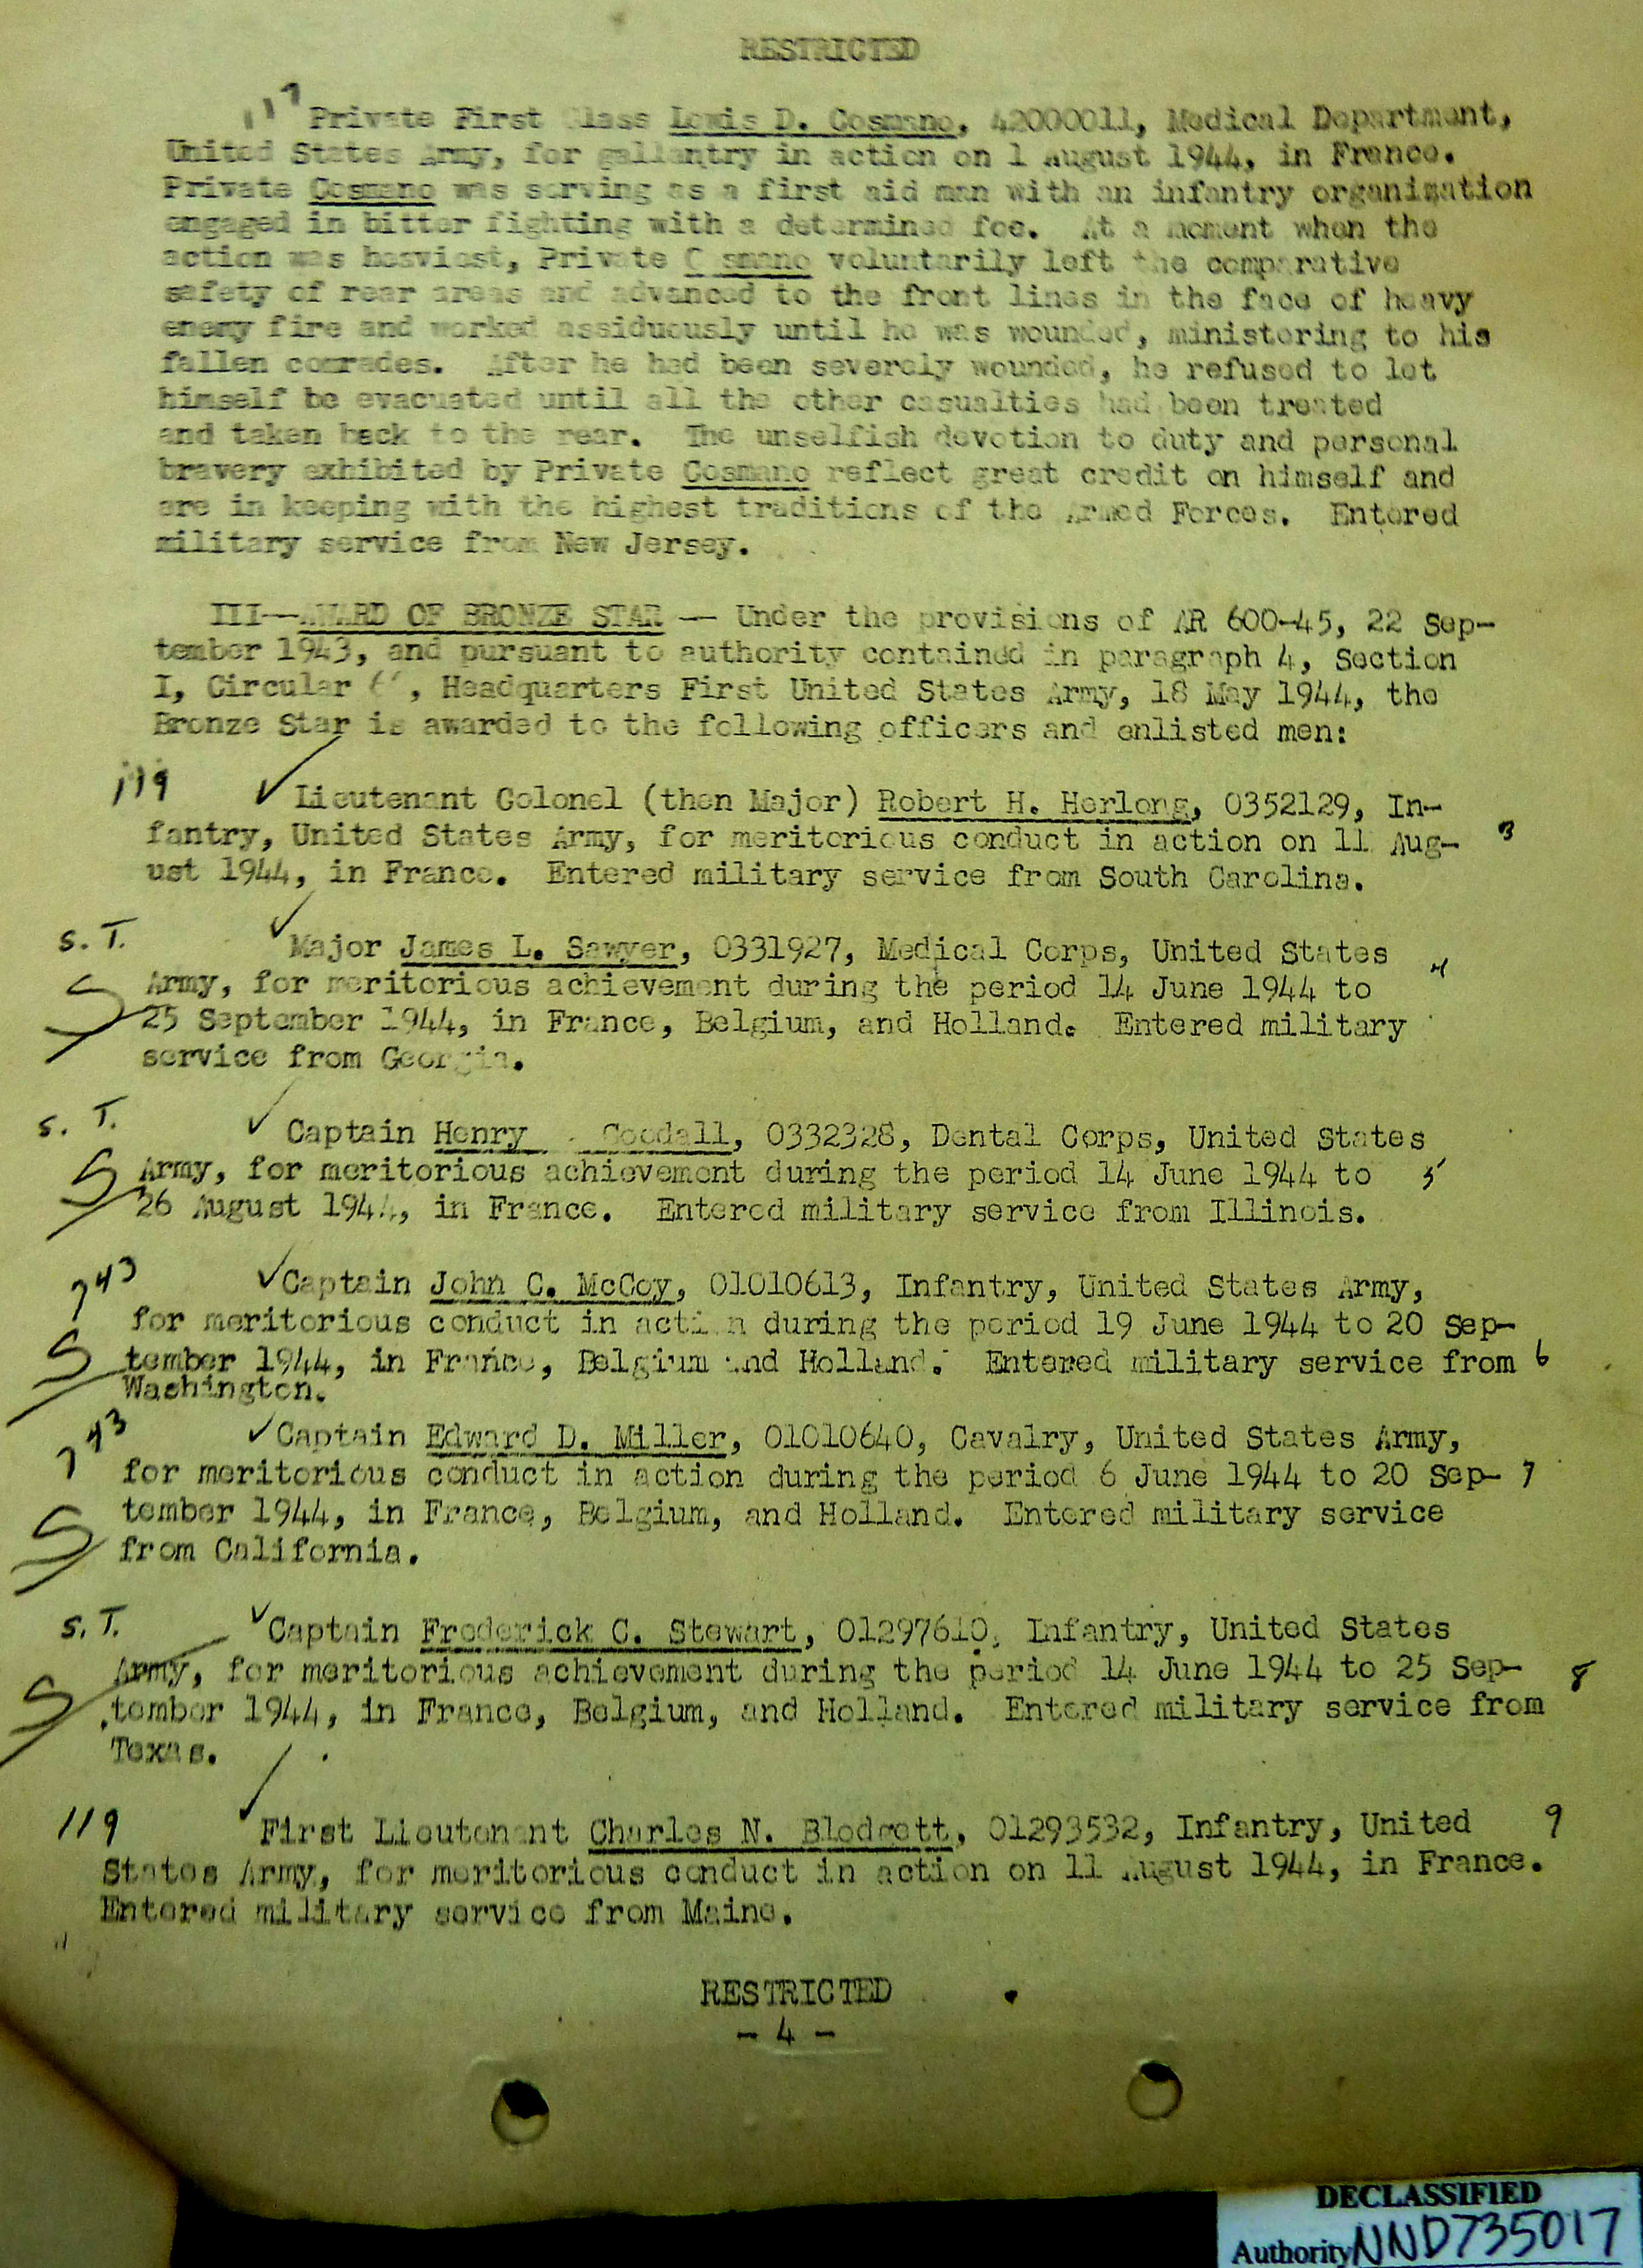 RESTRICTED
117
Private First Class Lewis D. Cosmano, 42000011, Medical Department,
United States Army, for gallantry in action on 1 August 1944, in France.
Private Cosmano was serving as a first aid man with an infantry organization
engaged in bitter fighting with a determined foe. At a moment when the
action was heaviest, Private Cosmano voluntarily left the comparative
safety of rear areas and advanced to the front lines in the face of heavy
enemy fire and worked assiduously until he was wounded, ministering to his
fallen comrades. After he had been severely wounded, he refused to let
himself be evacuated until all the other casualties had been treated
and taken back to the rear. The unselfish devotion to duty and personal
bravery exhibited by Private Cosmano reflect great credit on himself and
are in keeping with the highest traditions of the Armed Forces. Entered
military service from New Jersey.
III—AWARD OF BRONZE STAR — Under the provisions of AR 600-45, 22 Sep-
tember 1943, and pursuant to authority contained in paragraph 4, Section
I, Circular , Headquarters First United States Army, 18 May 1944, the
Bronze Star is awarded to the following officers and enlisted men:
119 ✓ Lieutenant Colonel (then Major) Robert H. Herlong, 0352129, In-
fantry, United States Army, for meritorious conduct in action on 11 Aug- 3
ust 1944, in France. Entered military service from South Carolina.
S. T. ✓ Major James L. Sawyer, 0331927, Medical Corps, United States
S Army, for meritorious achievement during the period 14 June 1944 to 4
25 September 1944, in France, Belgium, and Holland. Entered military
service from Georgia.
S. T. ✓ Captain Henry Goodall, 0332328, Dental Corps, United States
S Army, for meritorious achievement during the period 14 June 1944 to 5
26 August 1944, in France. Entered military service from Illinois.
743 ✓ Captain John C. McCoy, 01010613, Infantry, United States Army,
for meritorious conduct in action during the period 19 June 1944 to 20 Sep-
S tember 1944, in France, Belgium and Holland. Entered military service from 6
Washington.
743 ✓ Captain Edward D. Miller, 01010640, Cavalry, United States Army,
for meritorious conduct in action during the period 6 June 1944 to 20 Sep- 7
S tember 1944, in France, Belgium, and Holland. Entered military service
from California.
S. T. ✓ Captain Frederick C. Stewart, 01297610, Infantry, United States
Army, for meritorious achievement during the period 14 June 1944 to 25 Sep- 8
S tember 1944, in France, Belgium, and Holland. Entered military service from
Texas.
119 ✓ First Lieutenant Charles N. Blodgett, 01293532, Infantry, United 9
States Army, for meritorious conduct in action on 11 August 1944, in France.
Entered military service from Maine.
RESTRICTED
- 4 -
DECLASSIFIED
Authority NND735017